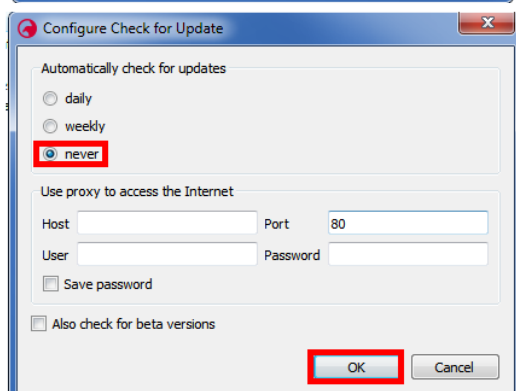 Configure Check for Update
Automatically check for updates
daily
weekly
never
Use proxy to access the Internet
Host Port 80
User Password
Save password
Also check for beta versions
OK Cancel